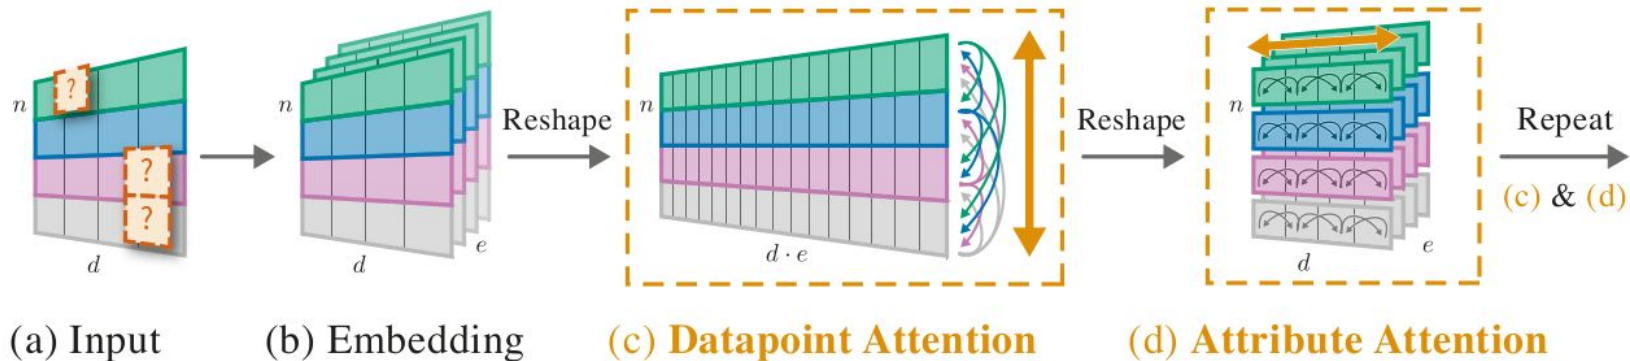 ?
n
?
?
d
(a) Input
n
e
d
(b) Embedding
Reshape
n
d · e
(c) Datapoint Attention
Reshape
n
e
d
(d) Attribute Attention
Repeat
(c) & (d)